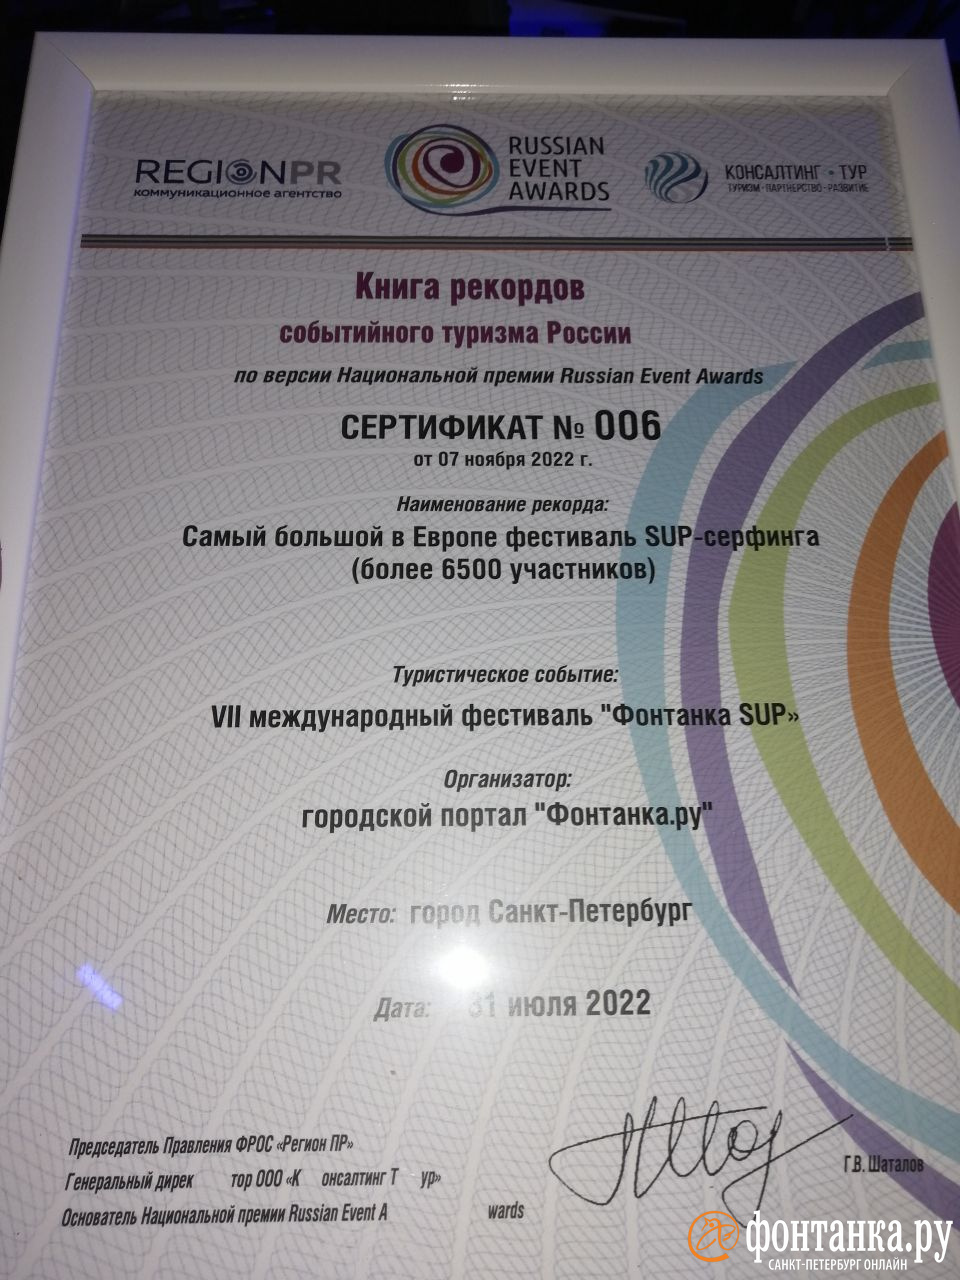 REGIONPR
коммуникационное агентство
RUSSIAN
EVENT
AWARDS
КОНСАЛТИНГ • ТУР
ТУРИЗМ • ПАРТНЕРСТВО • РАЗВИТИЕ
Книга рекордов
событийного туризма России
по версии Национальной премии Russian Event Awards
СЕРТИФИКАТ № 006
от 07 ноября 2022 г.
Наименование рекорда:
Самый большой в Европе фестиваль SUP-серфинга
(более 6500 участников)
Туристическое событие:
VII международный фестиваль "Фонтанка SUP»
Организатор:
городской портал "Фонтанка.ру"
Место: город Санкт-Петербург
Дата: 31 июля 2022
Председатель Правления ФРОС «Регион ПР»
Генеральный дирек тор ООО «К онсалтинг Т ур»
Основатель Национальной премии Russian Event A wards
Г.В. Шаталов
фонтанка.ру
САНКТ-ПЕТЕРБУРГ ОНЛАЙН